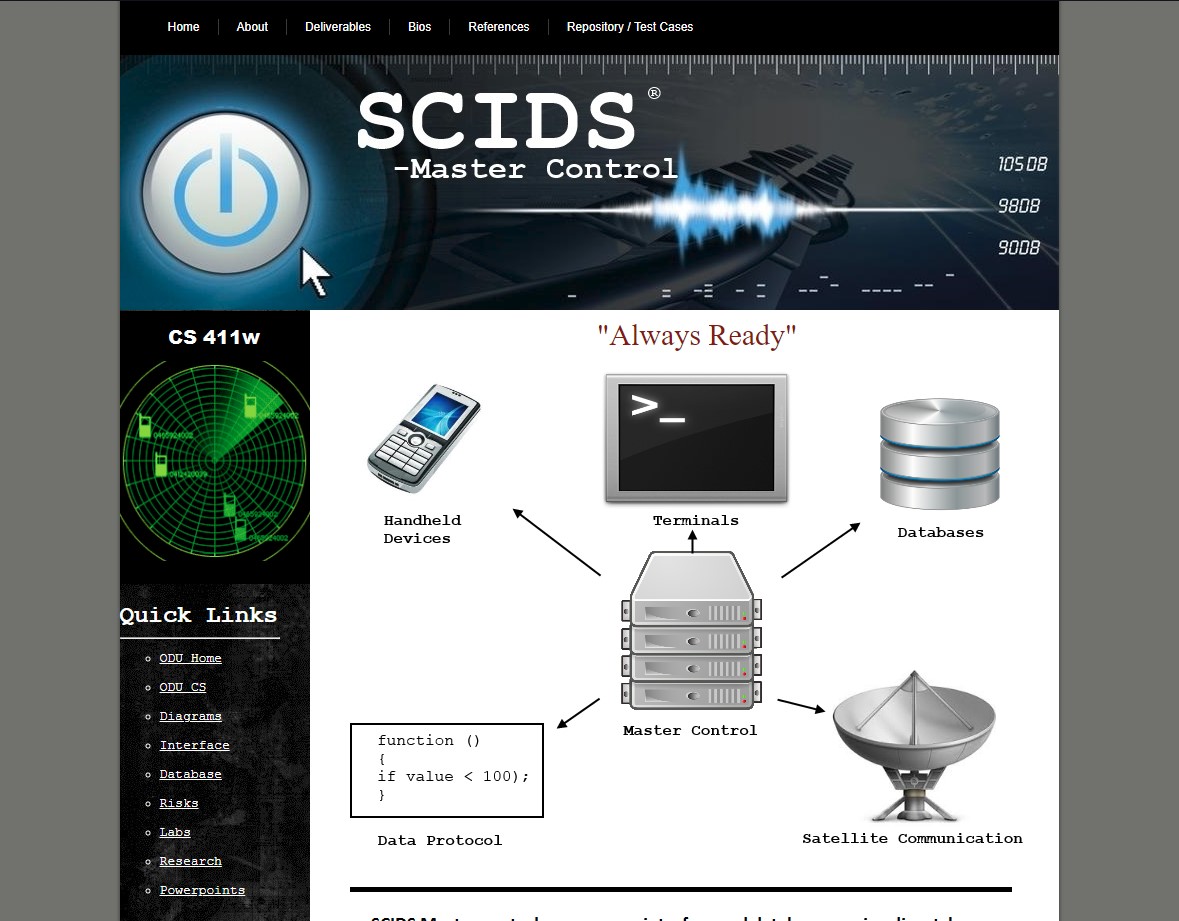 Home
About
Deliverables
Bios
References
Repository / Test Cases
SCIDS®
-Master Control
105 DB
98DB
90DB
CS 411w
"Always Ready"
>_
Handheld
Devices
Terminals
Databases
Master Control
function ()
{
if value < 100);
}
Data Protocol
Satellite Communication
Quick Links
ODU Home
ODU CS
Diagrams
Interface
Database
Risks
Labs
Research
Powerpoints